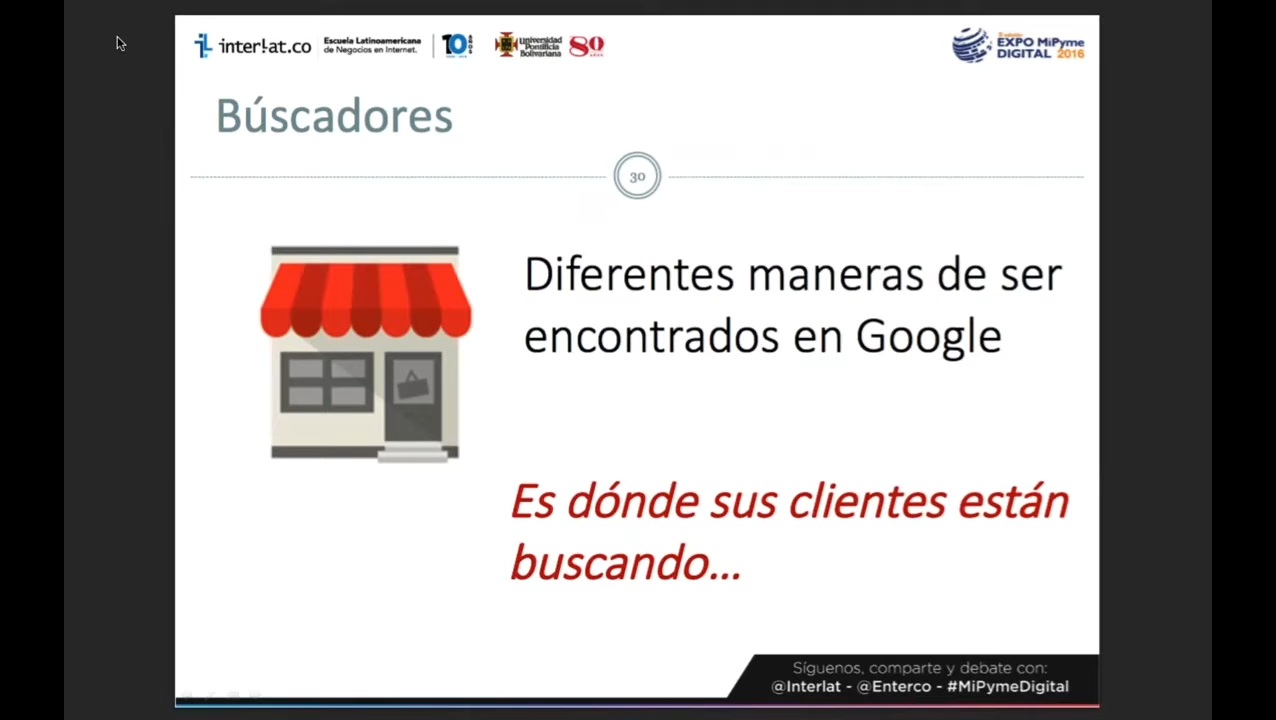 interlat.co
Escuela Latinoamericana
de Negocios en Internet.
10 AÑOS
Universidad
Pontificia
Bolivariana
80
AÑOS
EXPO MiPyme
DIGITAL 2016
Búscadores
30
Diferentes maneras de ser
encontrados en Google
Es dónde sus clientes están
buscando...
Síguenos, comparte y debate con:
@Interlat - @Enterco - #MiPymeDigital